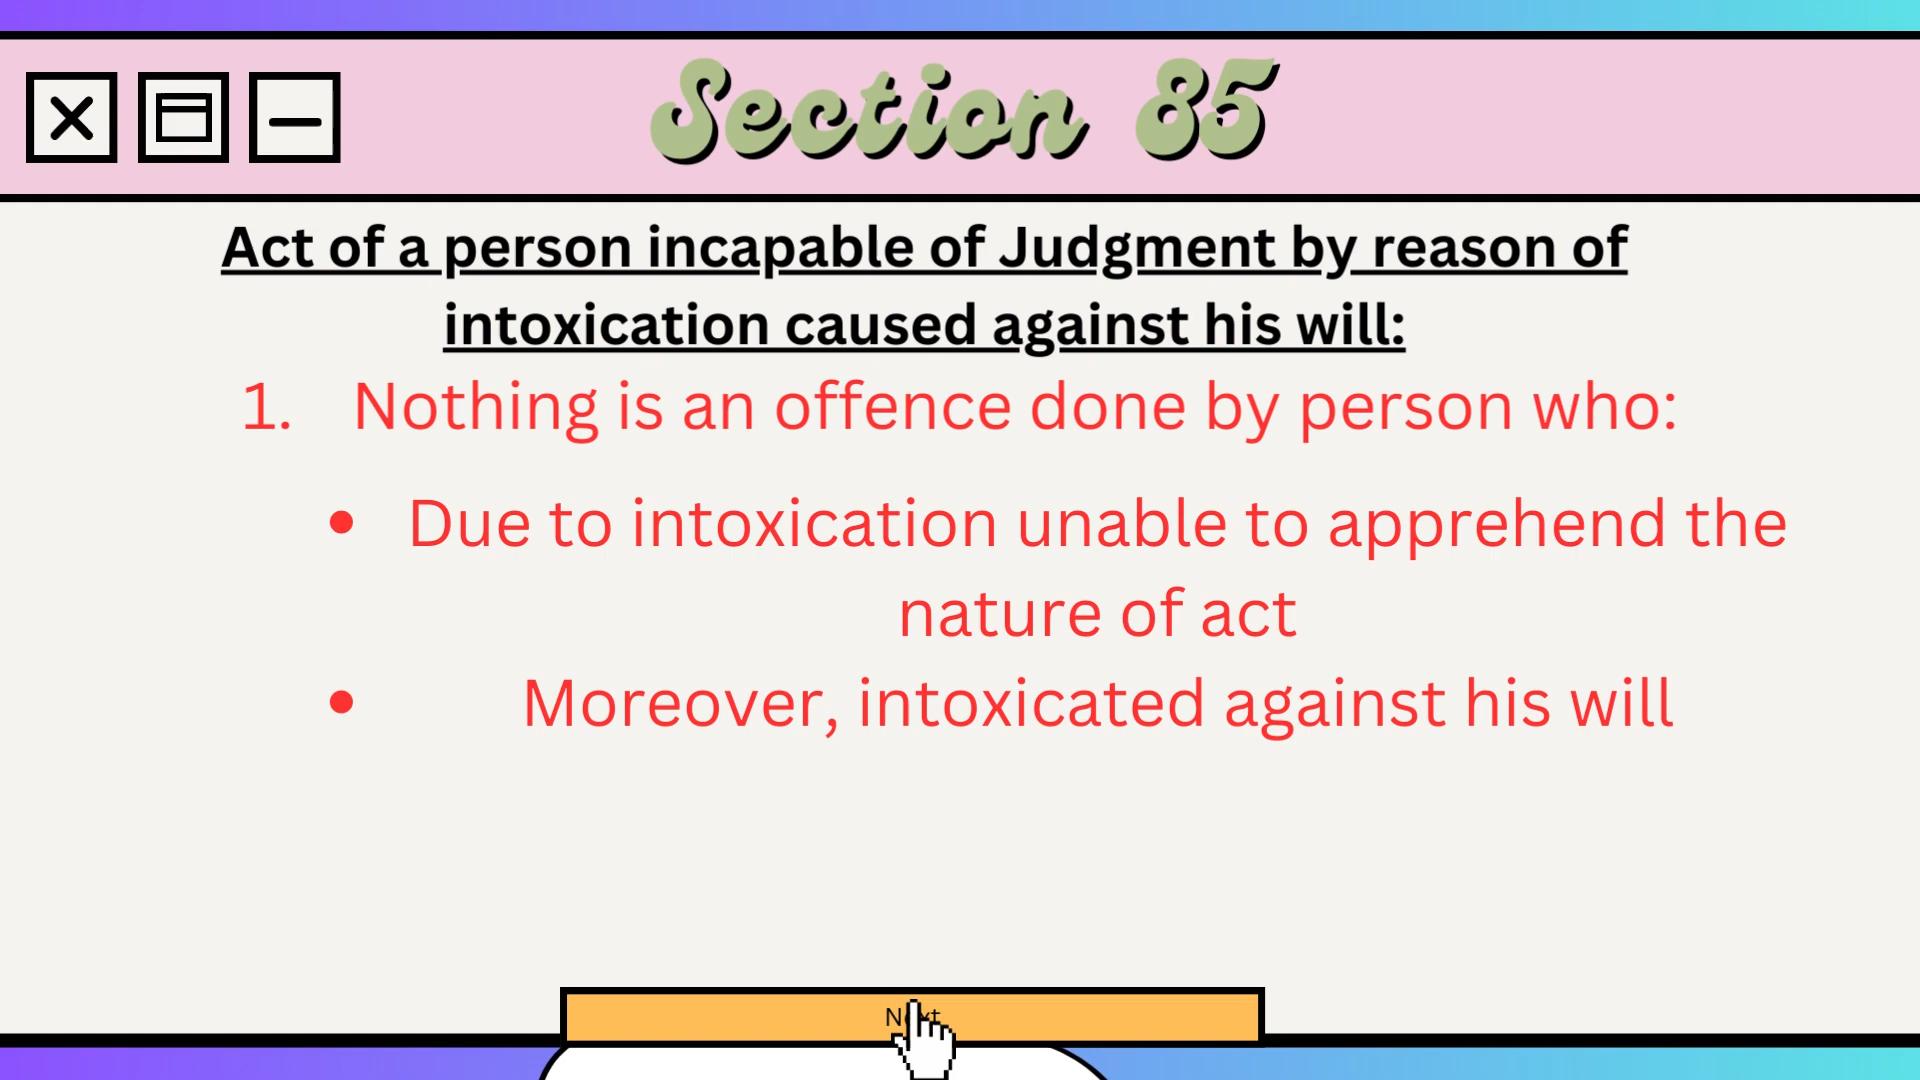 Section 85
Act of a person incapable of Judgment by reason of
intoxication caused against his will:
1. Nothing is an offence done by person who:
• Due to intoxication unable to apprehend the
nature of act
• Moreover, intoxicated against his will
Next